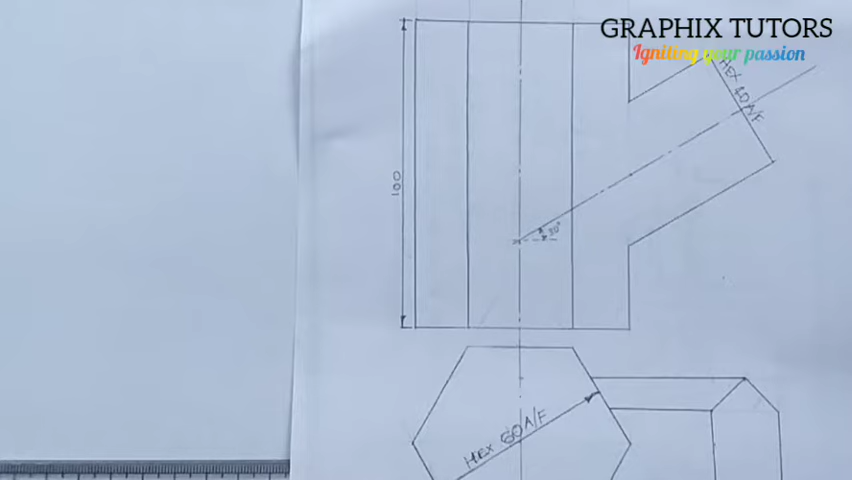 GRAPHIX TUTORS
Igniting your passion
HEX 40 A/F
100
30°
HEX 60 A/F